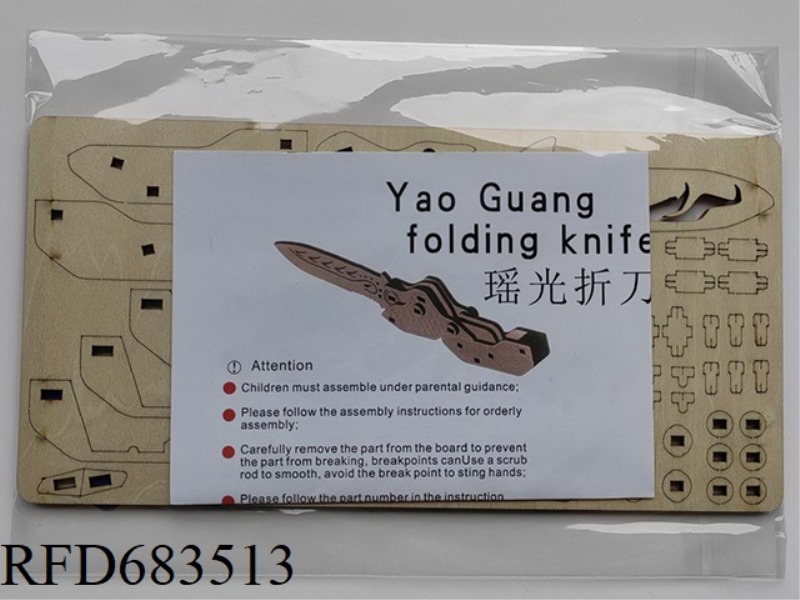 Yao Guang
folding knife
瑶光折刀
Attention
Children must assemble under parental guidance;
Please follow the assembly instructions for orderly
assembly;
Carefully remove the part from the board to prevent
the part from breaking, breakpoints canUse a scrub
rod to smooth, avoid the break point to sting hands;
Please follow the part number in the instruction
RFD683513